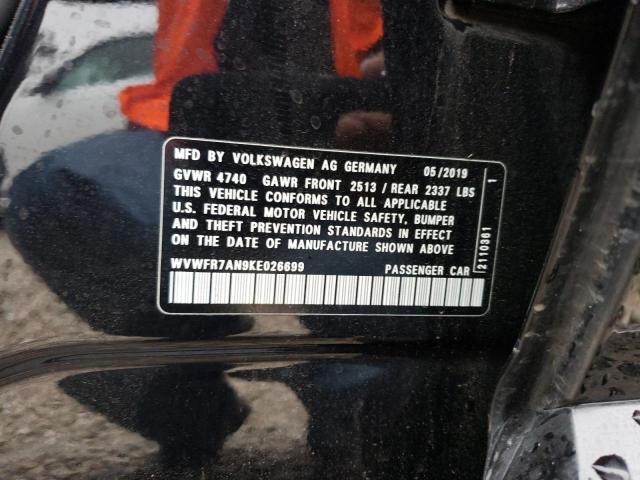 MFD BY VOLKSWAGEN AG GERMANY 05/2019
GVWR 4740 GAWR FRONT 2513 / REAR 2337 LBS
THIS VEHICLE CONFORMS TO ALL APPLICABLE
U.S. FEDERAL MOTOR VEHICLE SAFETY, BUMPER
AND THEFT PREVENTION STANDARDS IN EFFECT
ON THE DATE OF MANUFACTURE SHOWN ABOVE
WVWFR7AN9KE026699 PASSENGER CAR
2110361 1